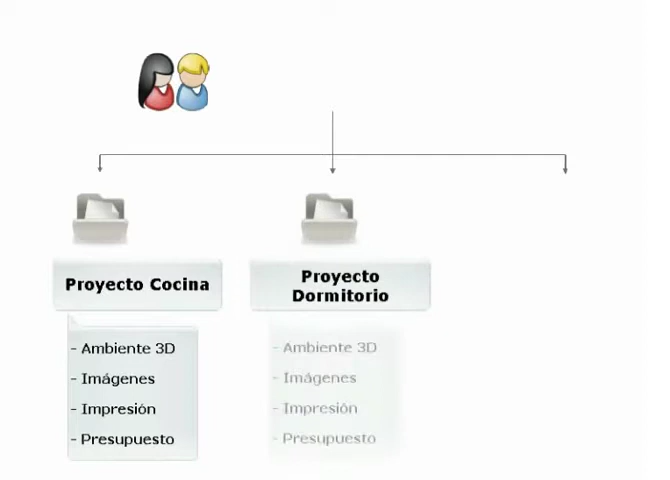 Proyecto Cocina
- Ambiente 3D
- Imágenes
- Impresión
- Presupuesto
Proyecto
Dormitorio
- Ambiente 3D
- Imágenes
- Impresión
- Presupuesto